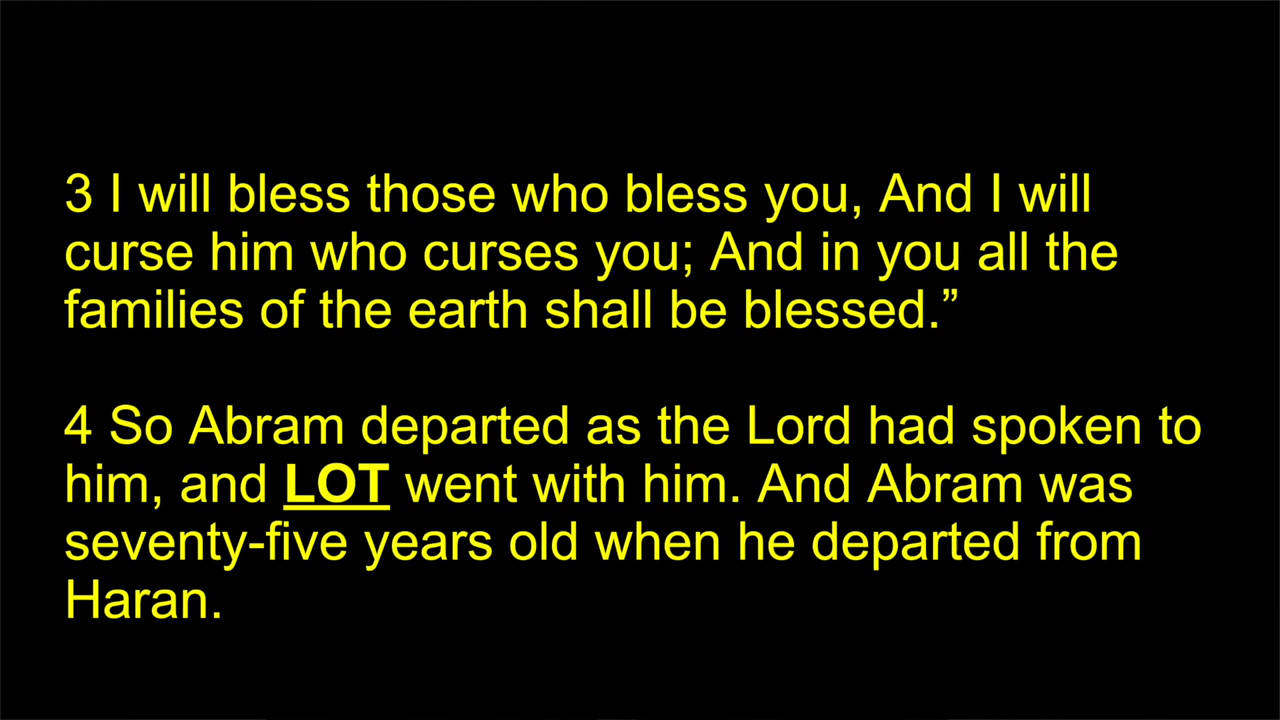 3 I will bless those who bless you, And I will
curse him who curses you; And in you all the
families of the earth shall be blessed.”
4 So Abram departed as the Lord had spoken to
him, and LOT went with him. And Abram was
seventy-five years old when he departed from
Haran.